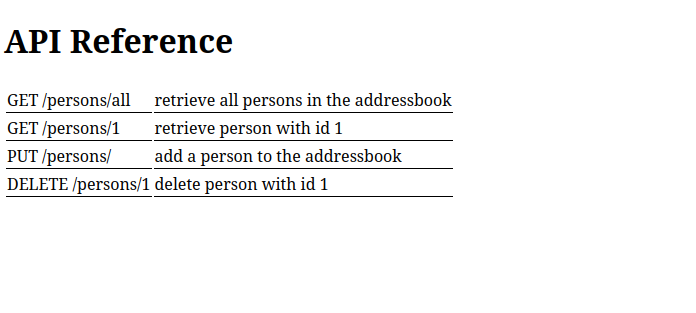 API Reference
GET /persons/all retrieve all persons in the addressbook
GET /persons/1 retrieve person with id 1
PUT /persons/ add a person to the addressbook
DELETE /persons/1 delete person with id 1